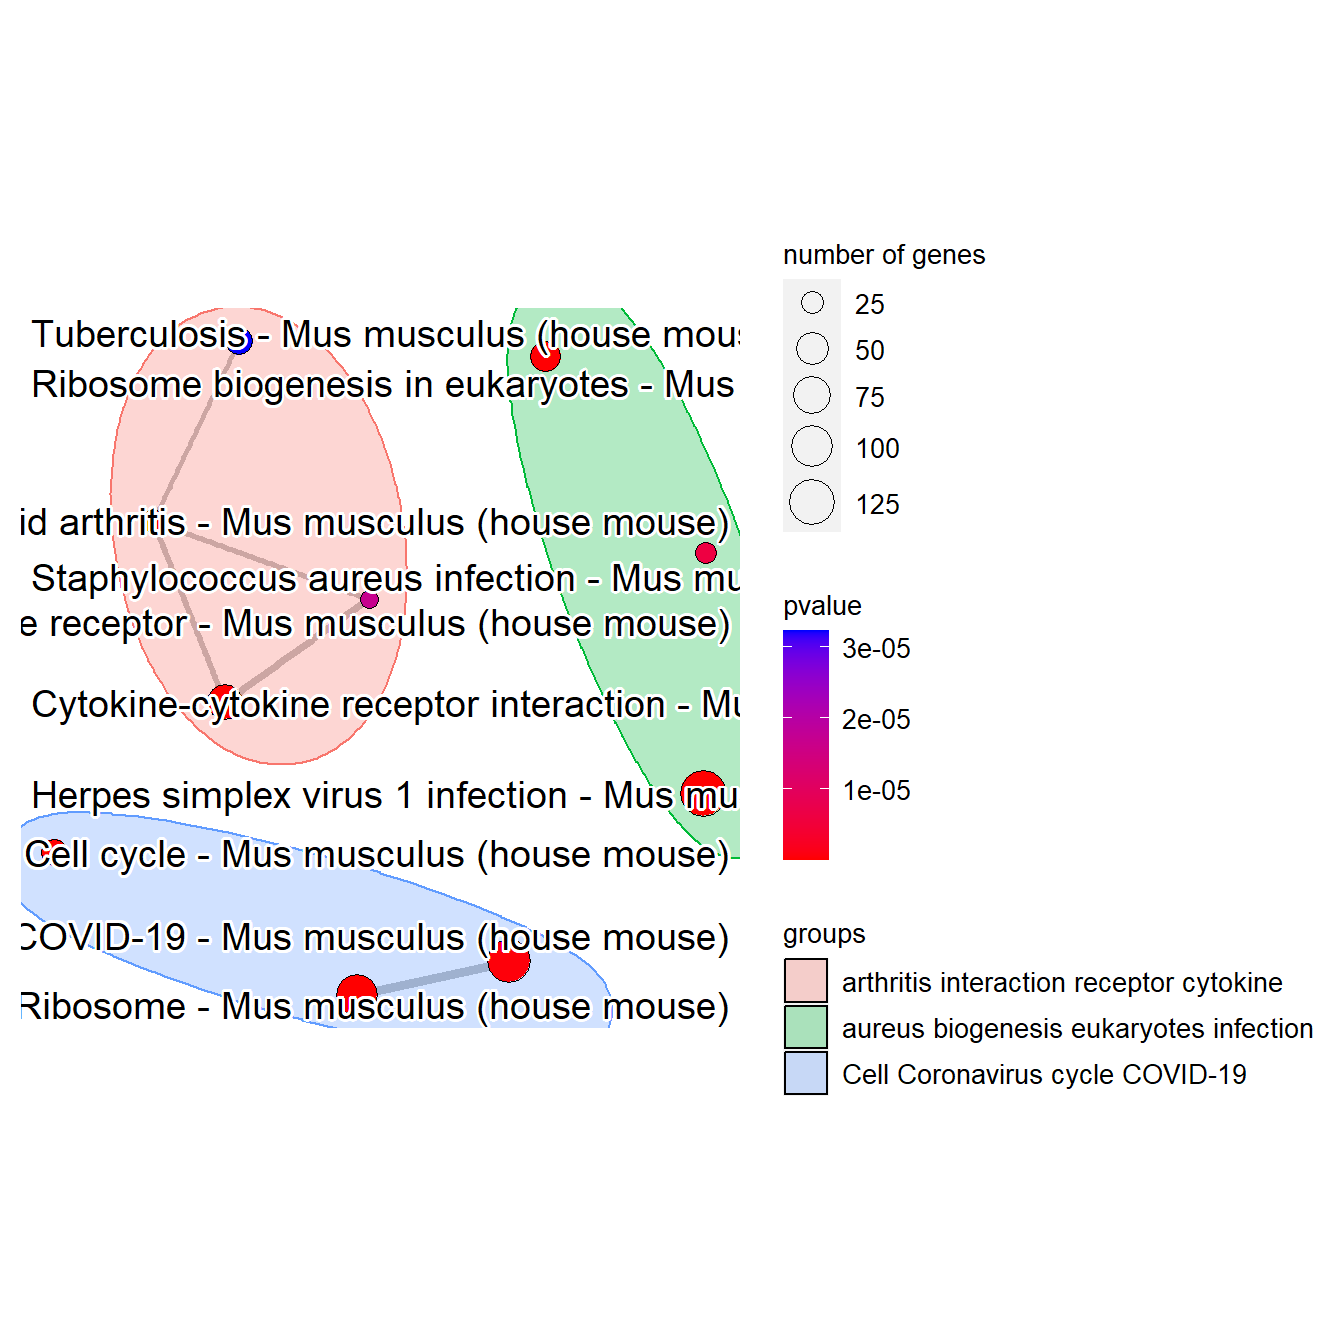 Tuberculosis - Mus musculus (house mous
Ribosome biogenesis in eukaryotes - Mus
id arthritis - Mus musculus (house mouse)
Staphylococcus aureus infection - Mus mu
e receptor - Mus musculus (house mouse)
Cytokine-cytokine receptor interaction - Mu
Herpes simplex virus 1 infection - Mus mu
Cell cycle - Mus musculus (house mouse)
COVID-19 - Mus musculus (house mouse)
Ribosome - Mus musculus (house mouse)
number of genes
25
50
75
100
125
pvalue
3e-05
2e-05
1e-05
groups
arthritis interaction receptor cytokine
aureus biogenesis eukaryotes infection
Cell Coronavirus cycle COVID-19